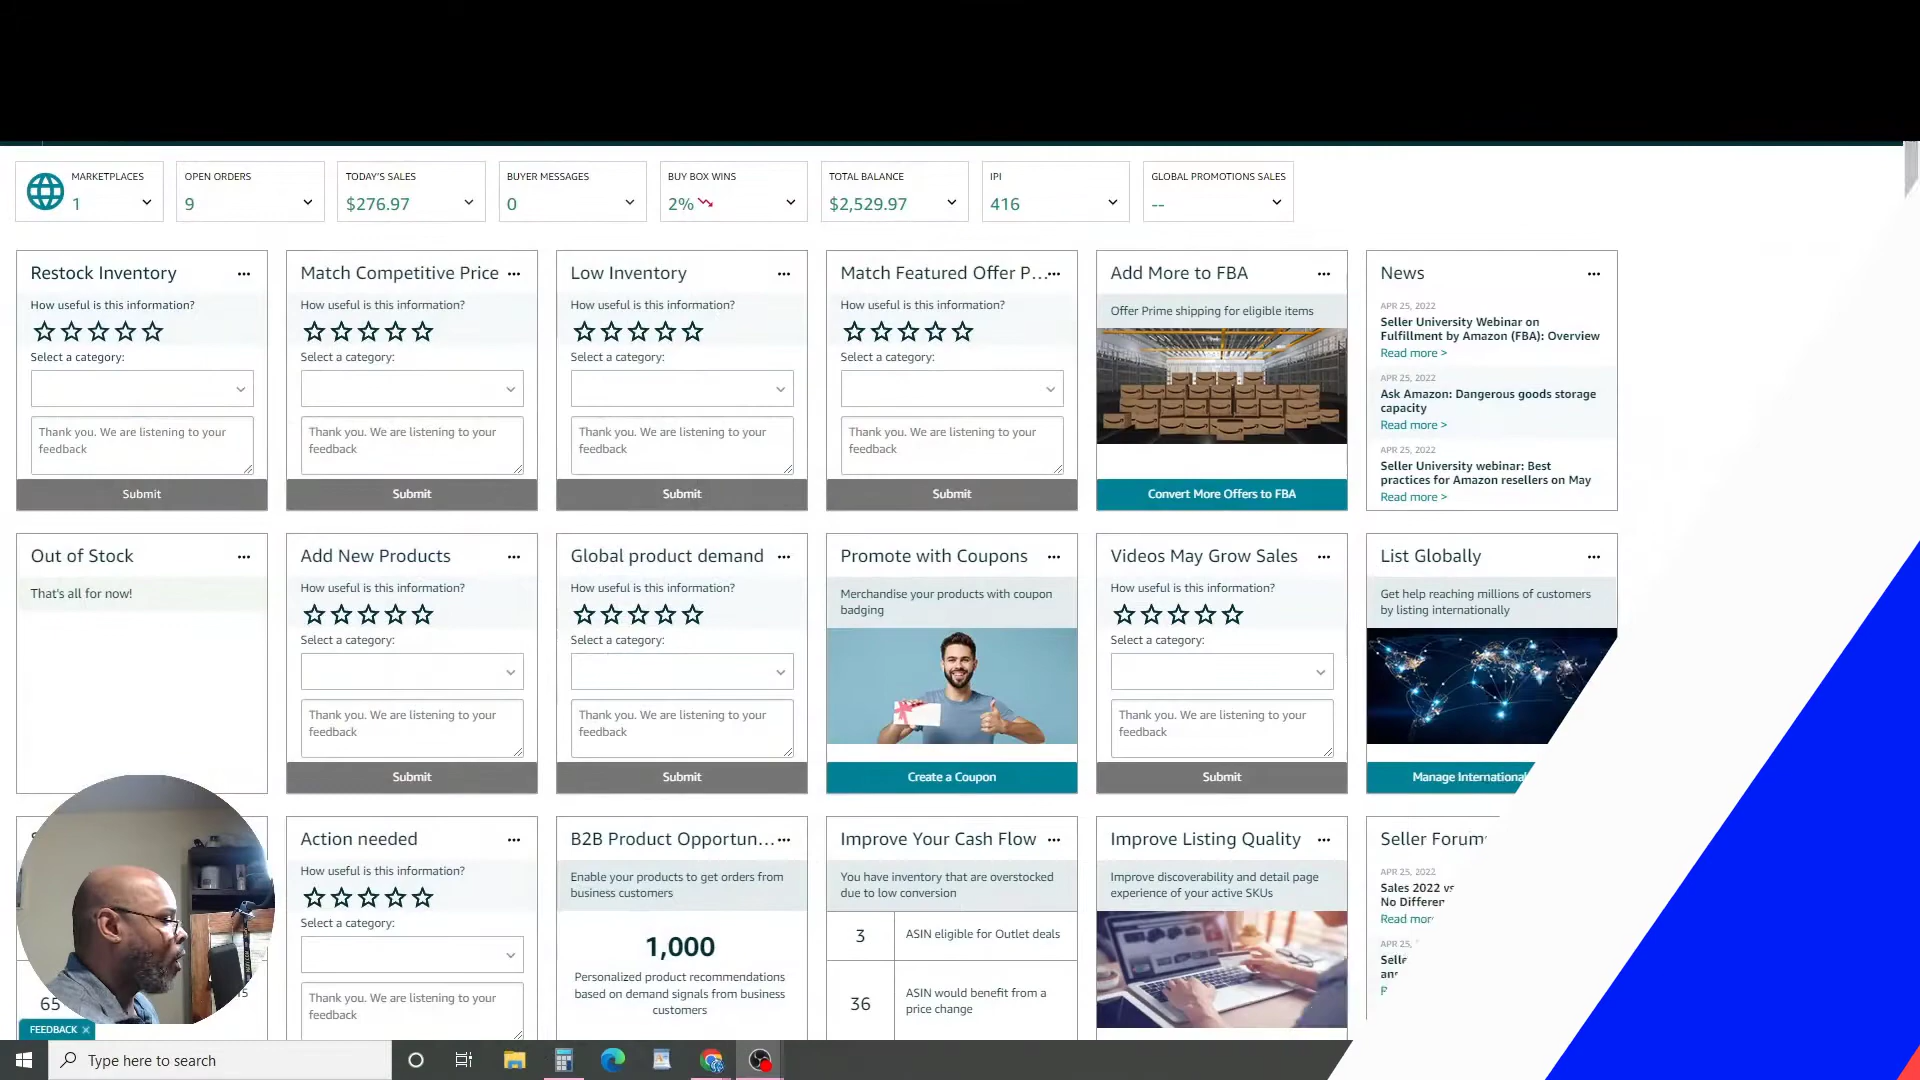 MARKETPLACES
1
OPEN ORDERS
9
TODAY'S SALES
$276.97
BUYER MESSAGES
0
BUY BOX WINS
2%
TOTAL BALANCE
$2,529.97
IPI
416
GLOBAL PROMOTIONS SALES
--
Restock Inventory
How useful is this information?
Select a category:
Thank you. We are listening to your
feedback
Submit
Match Competitive Price
How useful is this information?
Select a category:
Thank you. We are listening to your
feedback
Submit
Low Inventory
How useful is this information?
Select a category:
Thank you. We are listening to your
feedback
Submit
Match Featured Offer P...
How useful is this information?
Select a category:
Thank you. We are listening to your
feedback
Submit
Add More to FBA
Offer Prime shipping for eligible items
Convert More Offers to FBA
News
APR 25, 2022
Seller University Webinar on
Fulfillment by Amazon (FBA): Overview
Read more >
APR 25, 2022
Ask Amazon: Dangerous goods storage
capacity
Read more >
APR 25, 2022
Seller University webinar: Best
practices for Amazon resellers on May
Read more >
Out of Stock
That's all for now!
Add New Products
How useful is this information?
Select a category:
Thank you. We are listening to your
feedback
Submit
Global product demand
How useful is this information?
Select a category:
Thank you. We are listening to your
feedback
Submit
Promote with Coupons
Merchandise your products with coupon
badging
Create a Coupon
Videos May Grow Sales
How useful is this information?
Select a category:
Thank you. We are listening to your
feedback
Submit
List Globally
Get help reaching millions of customers
by listing internationally
Manage International
65
FEEDBACK
Action needed
How useful is this information?
Select a category:
Thank you. We are listening to your
feedback
B2B Product Opportun...
Enable your products to get orders from
business customers
1,000
Personalized product recommendations
based on demand signals from business
customers
Improve Your Cash Flow
You have inventory that are overstocked
due to low conversion
3
ASIN eligible for Outlet deals
36
ASIN would benefit from a
price change
Improve Listing Quality
Improve discoverability and detail page
experience of your active SKUs
Seller Forum
APR 25, 2022
Sales 2022 vs
No Differen
Read mor
APR 25,
Selle
an
Type here to search